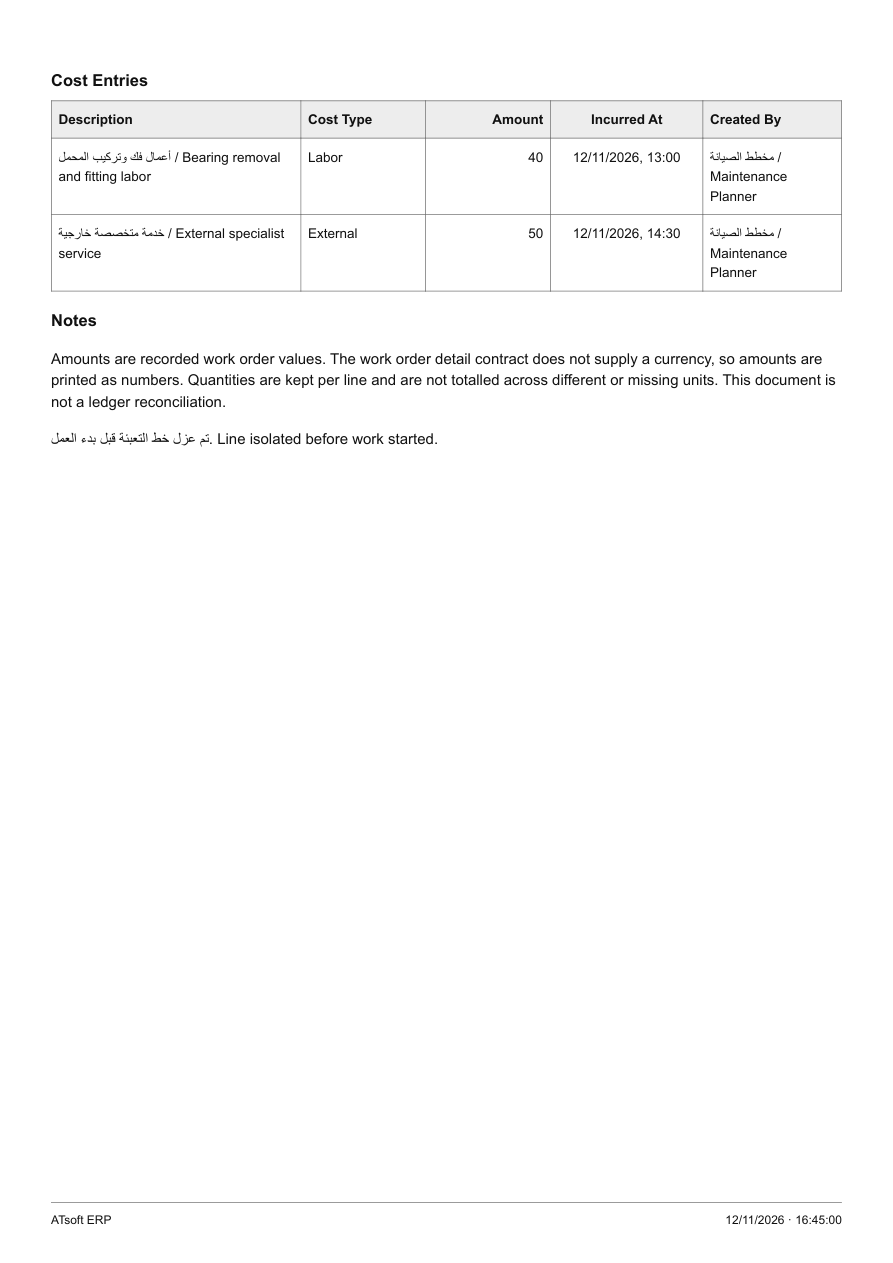 Cost Entries
Description Cost Type Amount Incurred At Created By
أعمال فك وتركيب المحمل / Bearing removal Labor 40 12/11/2026, 13:00 مخطط الصيانة /
and fitting labor Maintenance
Planner
خدمة متخصصة خارجية / External specialist External 50 12/11/2026, 14:30 مخطط الصيانة /
service Maintenance
Planner
Notes
Amounts are recorded work order values. The work order detail contract does not supply a currency, so amounts are
printed as numbers. Quantities are kept per line and are not totalled across different or missing units. This document is
not a ledger reconciliation.
تم عزل خط التعبئة قبل بدء العمل. Line isolated before work started.
ATsoft ERP 12/11/2026 · 16:45:00